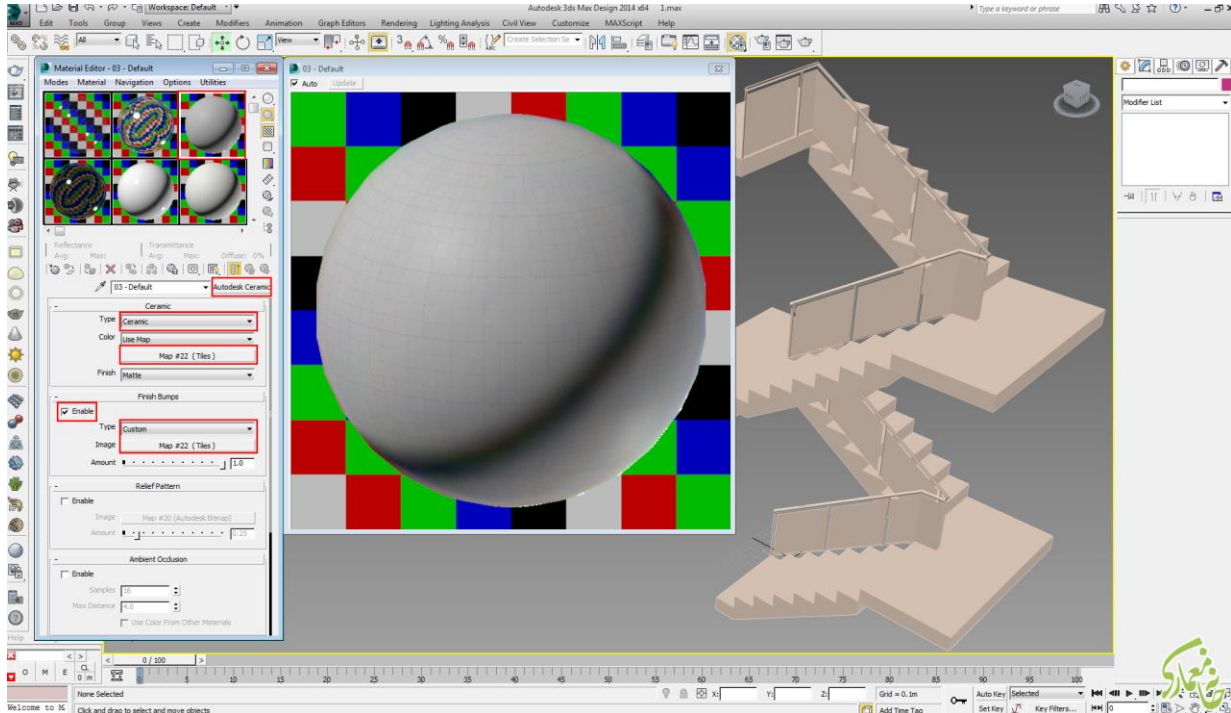 Workspace: Default
Autodesk 3ds Max Design 2014 x64 1.max
Type a keyword or phrase
Edit Tools Group Views Create Modifiers Animation Graph Editors Rendering Lighting Analysis Civil View Customize MAXScript Help
All
View
Create Selection Se
Material Editor - 03 - Default
Modes Material Navigation Options Utilities
Reflectance
Avg: Max:
Transmittance
Avg: Max: Diffuse: 0%
03 - Default
Autodesk Ceramic
- Ceramic
Type Ceramic
Color Use Map
Map #22 (Tiles)
Finish Matte
- Finish Bumps
Enable
Type Custom
Image Map #22 (Tiles)
Amount 1.0
- Relief Pattern
Enable
Image Map #20 (Autodesk Bitmap)
Amount 0.25
- Ambient Occlusion
Enable
Samples 16
Max Distance 4.0
Use Color From Other Materials
03 - Default
Auto Update
Modifier List
Help
0 / 100
O M E CL
0 m
0 5 10 15 20 25 30 35 40 45 50 55 60 65 70 75 80 85 90 95 100
None Selected
X: Y: Z: Grid = 0.1m
Auto Key Selected
Welcome to M
Click and drag to select and move objects
Add Time Tag
Set Key Key Filters... 0